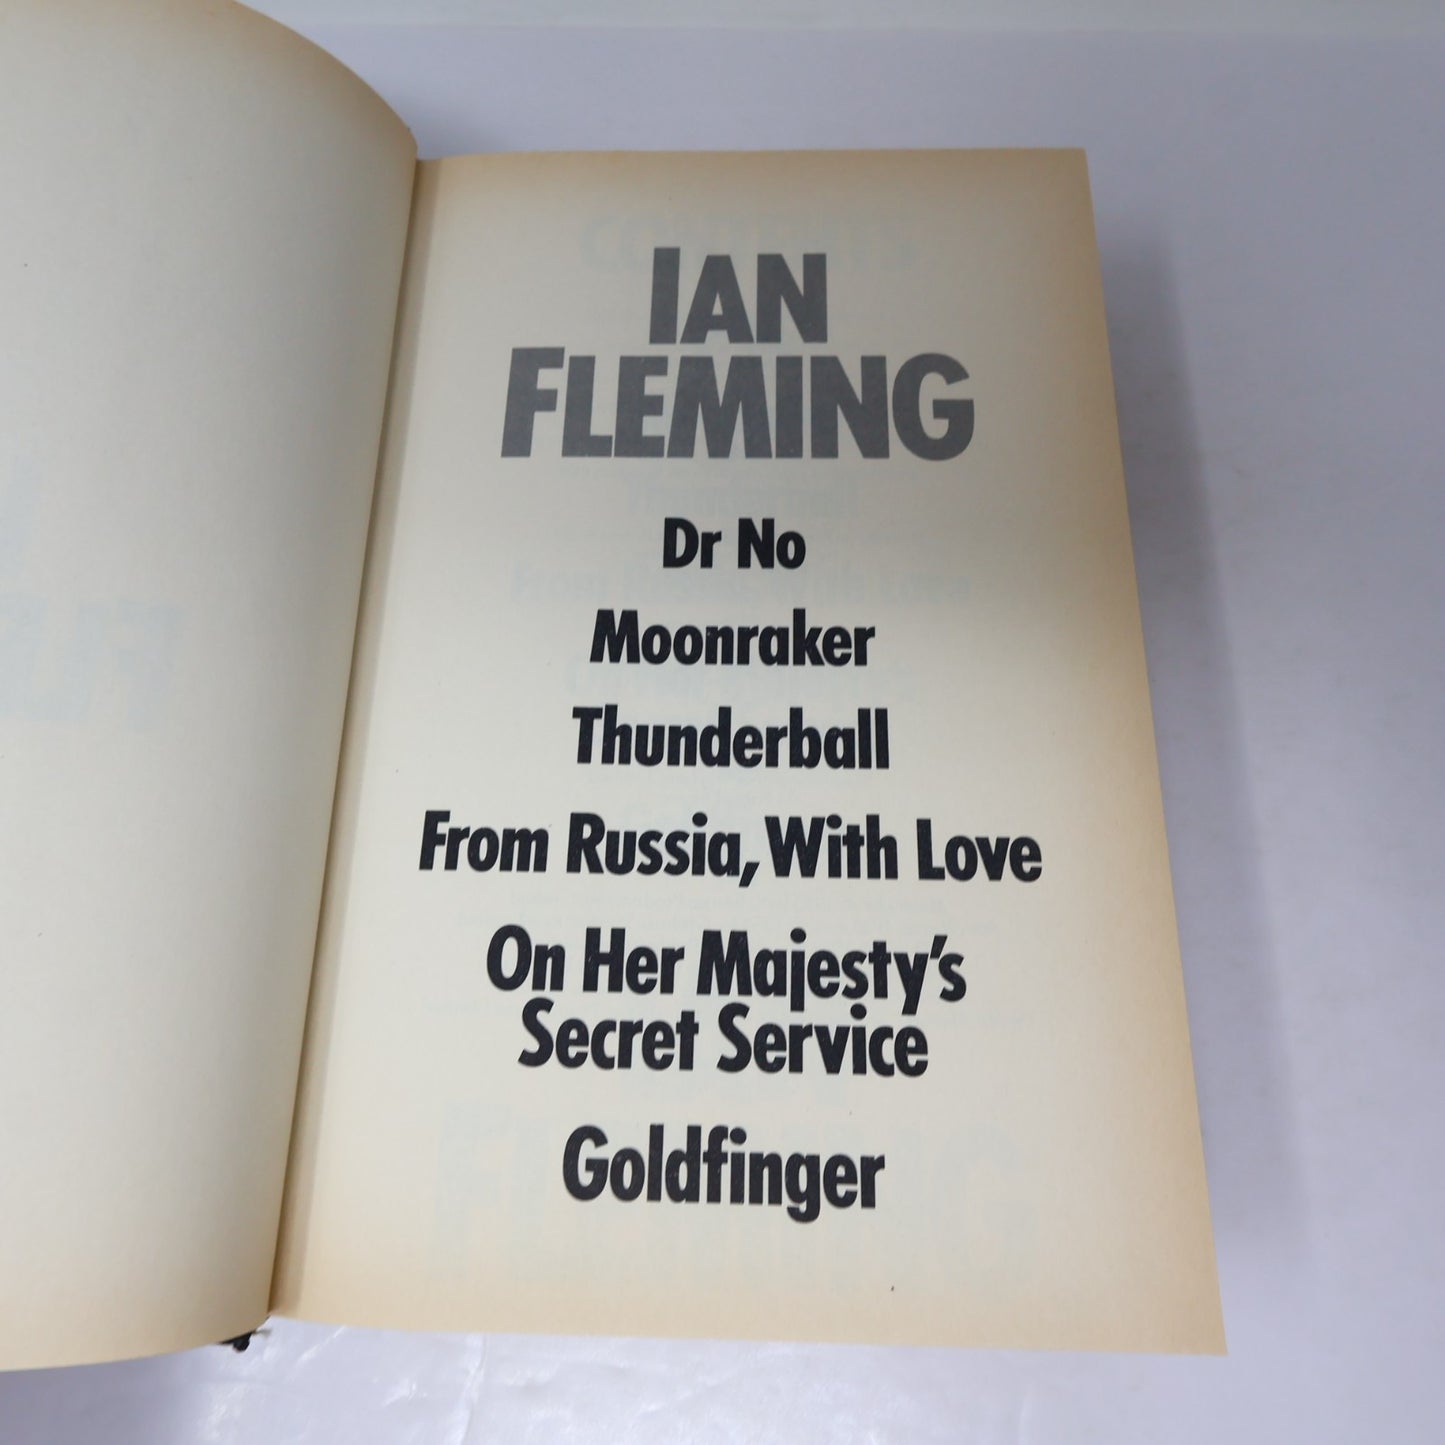 IAN
FLEMING
Dr No
Moonraker
Thunderball
From Russia, With Love
On Her Majesty's
Secret Service
Goldfinger